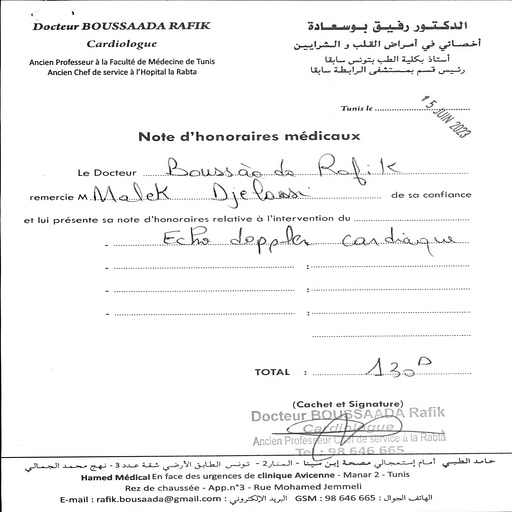 Docteur BOUSSAADA RAFIK
Cardiologue
Ancien Professeur à la Faculté de Médecine de Tunis
Ancien Chef de service à l'Hopital la Rabta
الدكتور رفيق بوسعادة
أخصائي في أمراض القلب و الشرايين
أستاذ بكلية الطب بتونس سابقا
رئيس قسم بمستشفى الرابطة سابقا
Tunis le 15 JUIN 2023
Note d'honoraires médicaux
Le Docteur Boussaada Rafik
remercie M Malek Djelassi de sa confiance
et lui présente sa note d'honoraires relative à l'intervention du
- Echo doppler cardiaque
- :
- :
- :
TOTAL : 130D
(Cachet et Signature)
Docteur BOUSSAADA Rafik
Cardiologue
Ancien Professeur Chef de service à la Rabta
Tel : 98 646 665
حامد الطبي أمام إستعجالي مصحة إبن سينا - المنار 2 - تونس الطابق الأرضي شقة عدد 3 - نهج محمد الجمالي
Hamed Médical En face des urgences de clinique Avicenne - Manar 2 - Tunis
Rez de chaussée - App.n°3 - Rue Mohamed Jemmeli
E-mail : rafik.bousaada@gmail.com : البريد الإلكتروني GSM : 98 646 665 : الهاتف الجوال